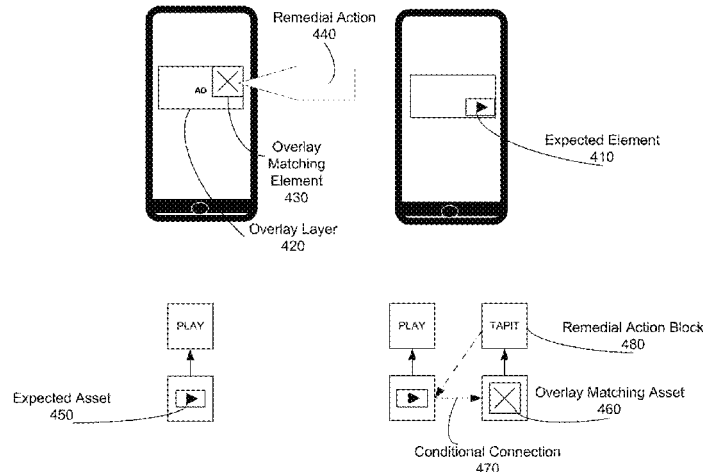 Remedial Action
440
AD
Overlay
Matching
Element
430
Overlay Layer
420
Expected Element
410
PLAY
PLAY
TAPIT
Remedial Action Block
480
Expected Asset
450
Overlay Matching Asset
460
Conditional Connection
470